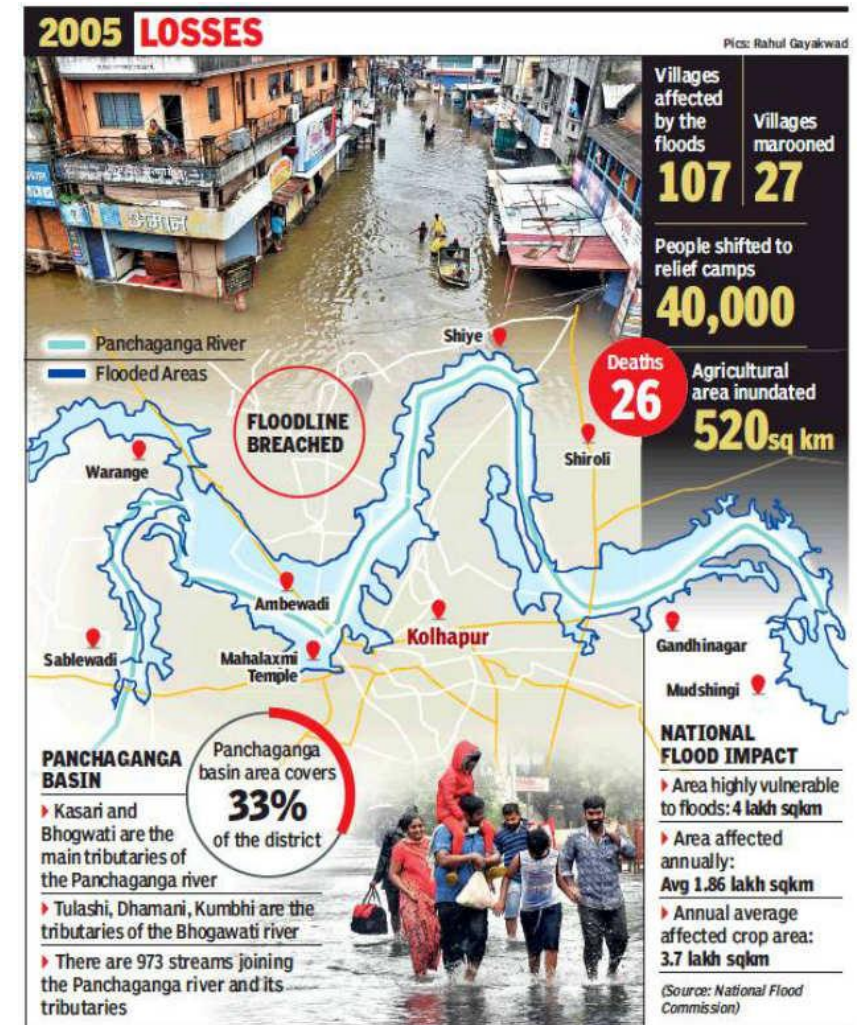 2005 LOSSES
Pics: Rahul Gayakwad
अमोल
Villages
affected
by the
floods
107
Villages
marooned
27
People shifted to
relief camps
40,000
Deaths
26
Agricultural
area inundated
520 sq km
Panchaganga River
Flooded Areas
FLOODLINE
BREACHED
Shiye
Shiroli
Warange
Ambewadi
Kolhapur
Sablewadi
Mahalaxmi
Temple
Gandhinagar
Mudshingi
PANCHAGANGA
BASIN
Kasari and
Bhogwati are the
main tributaries of
the Panchaganga river
Tulashi, Dhamani, Kumbhi are the
tributaries of the Bhogawati river
There are 973 streams joining
the Panchaganga river and its
tributaries
Panchaganga
basin area covers
33%
of the district
NATIONAL
FLOOD IMPACT
Area highly vulnerable
to floods: 4 lakh sqkm
Area affected
annually:
Avg 1.86 lakh sqkm
Annual average
affected crop area:
3.7 lakh sqkm
(Source: National Flood
Commission)